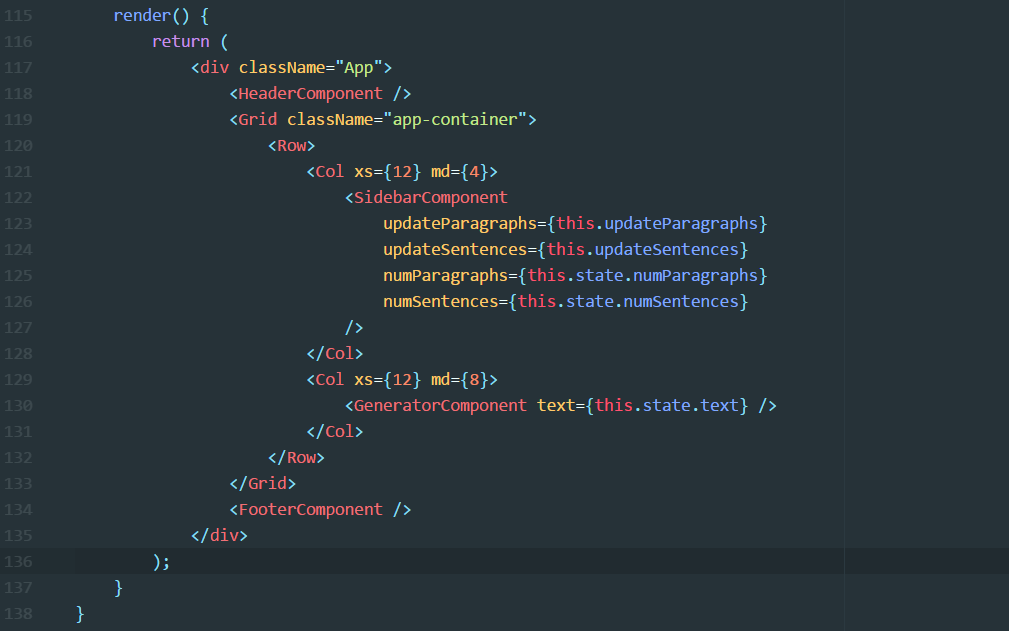 115 render() {
116 return (
117 <div className="App">
118 <HeaderComponent />
119 <Grid className="app-container">
120 <Row>
121 <Col xs={12} md={4}>
122 <SidebarComponent
123 updateParagraphs={this.updateParagraphs}
124 updateSentences={this.updateSentences}
125 numParagraphs={this.state.numParagraphs}
126 numSentences={this.state.numSentences}
127 />
128 </Col>
129 <Col xs={12} md={8}>
130 <GeneratorComponent text={this.state.text} />
131 </Col>
132 </Row>
133 </Grid>
134 <FooterComponent />
135 </div>
136 );
137 }
138 }